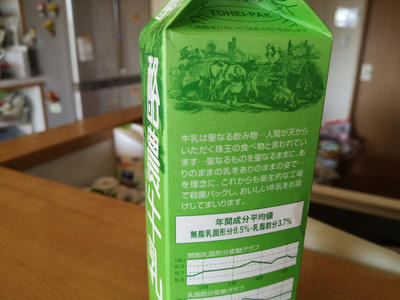 TOHEI-PAK
牛乳は聖なる飲み物…人間が天から
いただく珠玉の食べ物と言われてい
ます…聖なるものを聖なるままに、あ
りのままの乳をありのままの姿で…
を理念に、これからも衛生的な工場
で殺菌パックし、おいしい牛乳をお届
けしてまいります。
年間成分平均値
無脂乳固形分8.5%・乳脂肪分3.7%
無脂乳固形分変動グラフ
(%)
乳脂肪分変動グラフ
牛乳